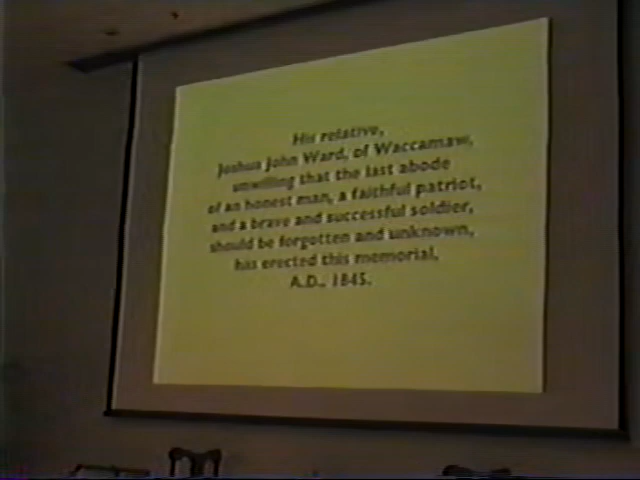 His relative,
Joshua John Ward, of Waccamaw,
unwilling that the last abode
of an honest man, a faithful patriot,
and a brave and successful soldier,
should be forgotten and unknown,
has erected this memorial,
A.D., 1845.